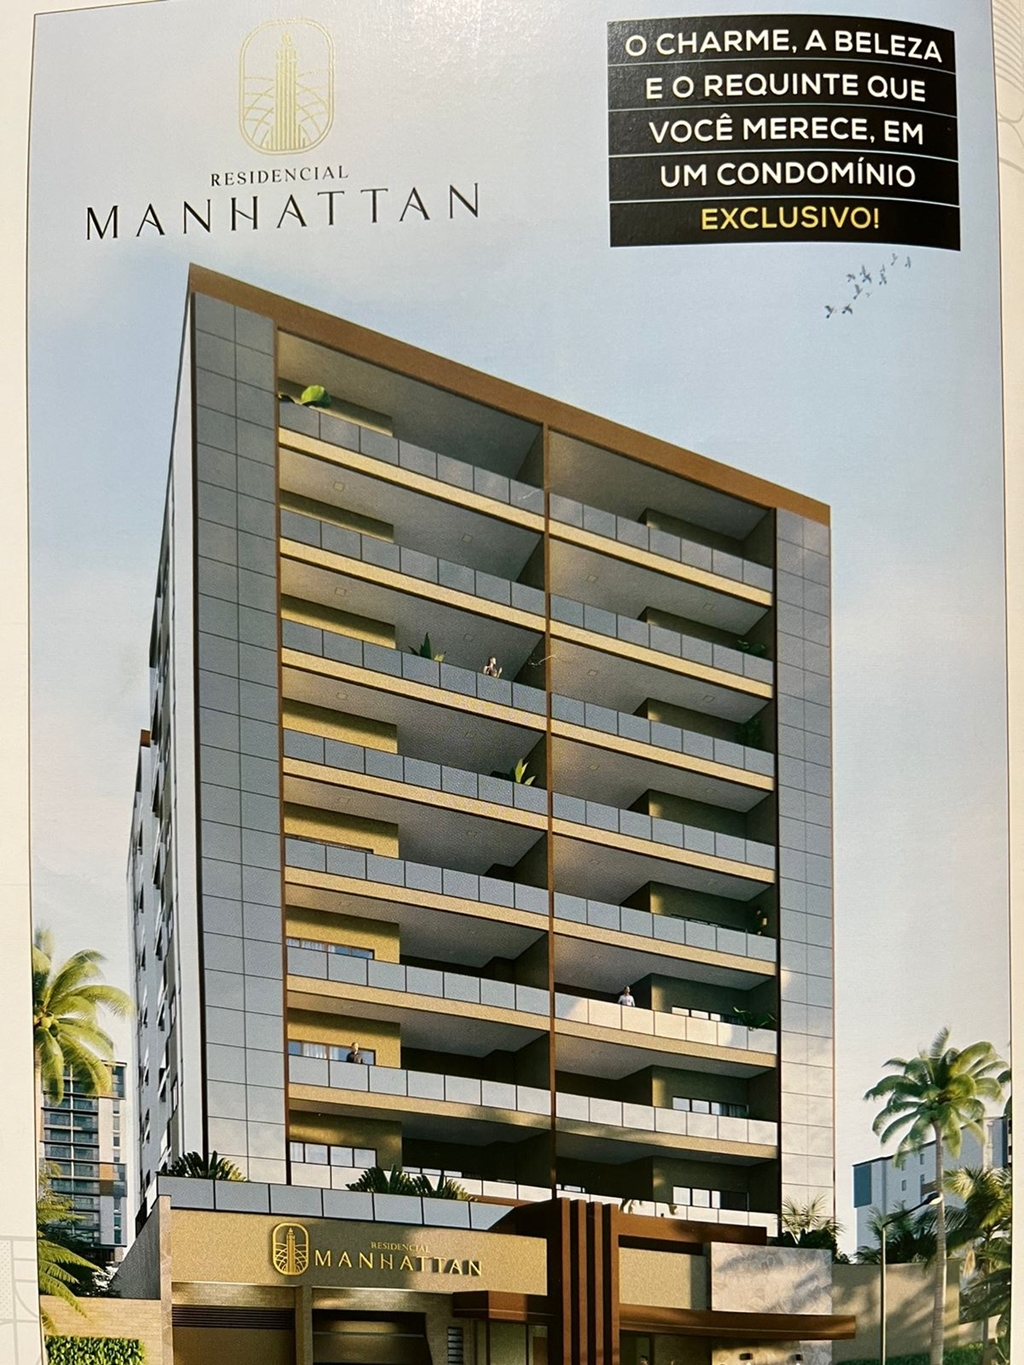 RESIDENCIAL
MANHATTAN
O CHARME, A BELEZA
E O REQUINTE QUE
VOCÊ MERECE, EM
UM CONDOMÍNIO
EXCLUSIVO!
RESIDENCIAL
MANHATTAN